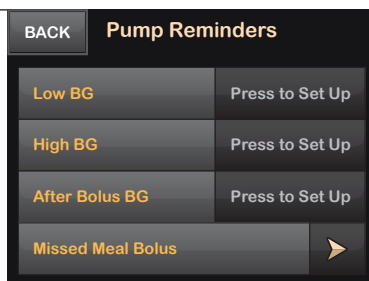 BACK Pump Reminders
Low BG Press to Set Up
High BG Press to Set Up
After Bolus BG Press to Set Up
Missed Meal Bolus